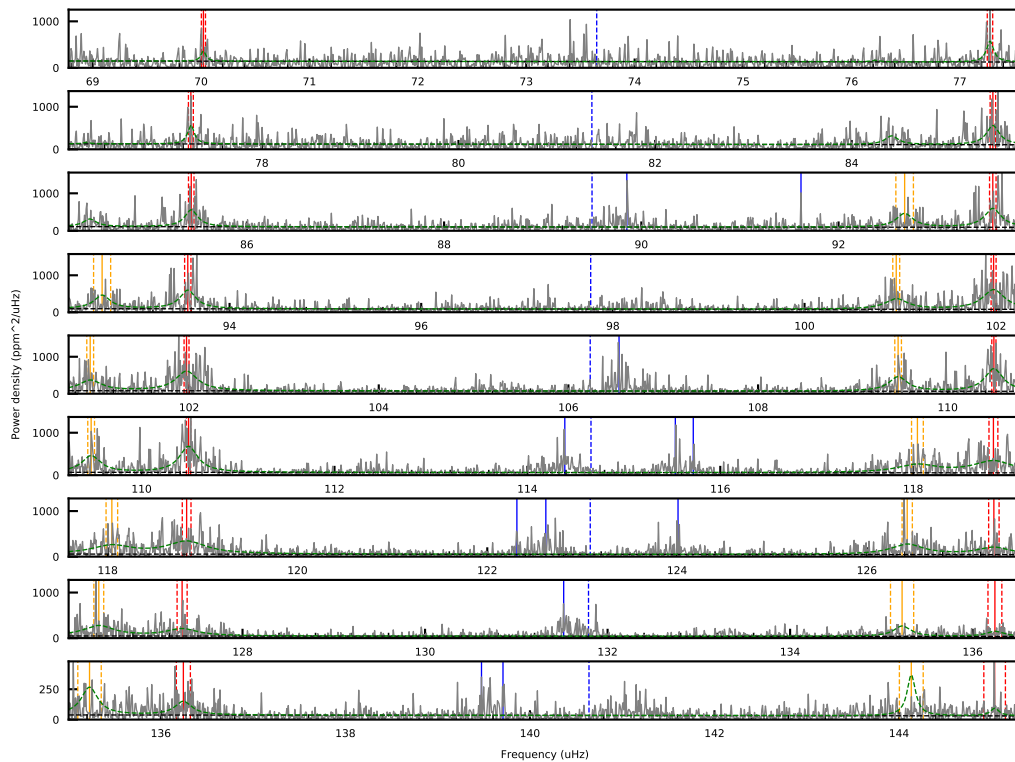 1000
0
69 70 71 72 73 74 75 76 77
1000
0
78 80 82 84
1000
0
86 88 90 92
1000
0
94 96 98 100 102
1000
0
102 104 106 108 110
1000
0
110 112 114 116 118
1000
0
118 120 122 124 126
1000
0
128 130 132 134 136
250
0
136 138 140 142 144
Power density (ppm^2/uHz)
Frequency (uHz)